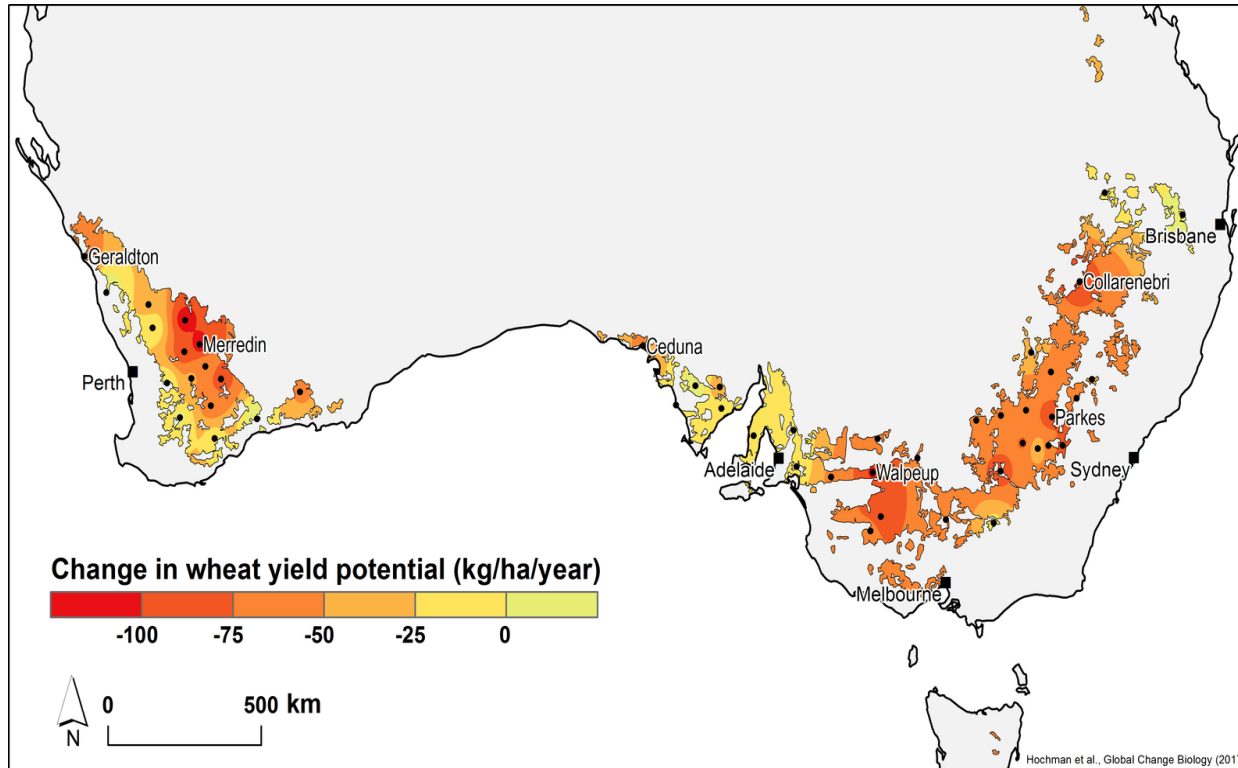 Geraldton
Merredin
Perth
Ceduna
Adelaide
Walpeup
Melbourne
Brisbane
Collarenebri
Parkes
Sydney
Change in wheat yield potential (kg/ha/year)
-100 -75 -50 -25 0
0 500 km
N
Hochman et al., Global Change Biology (2017